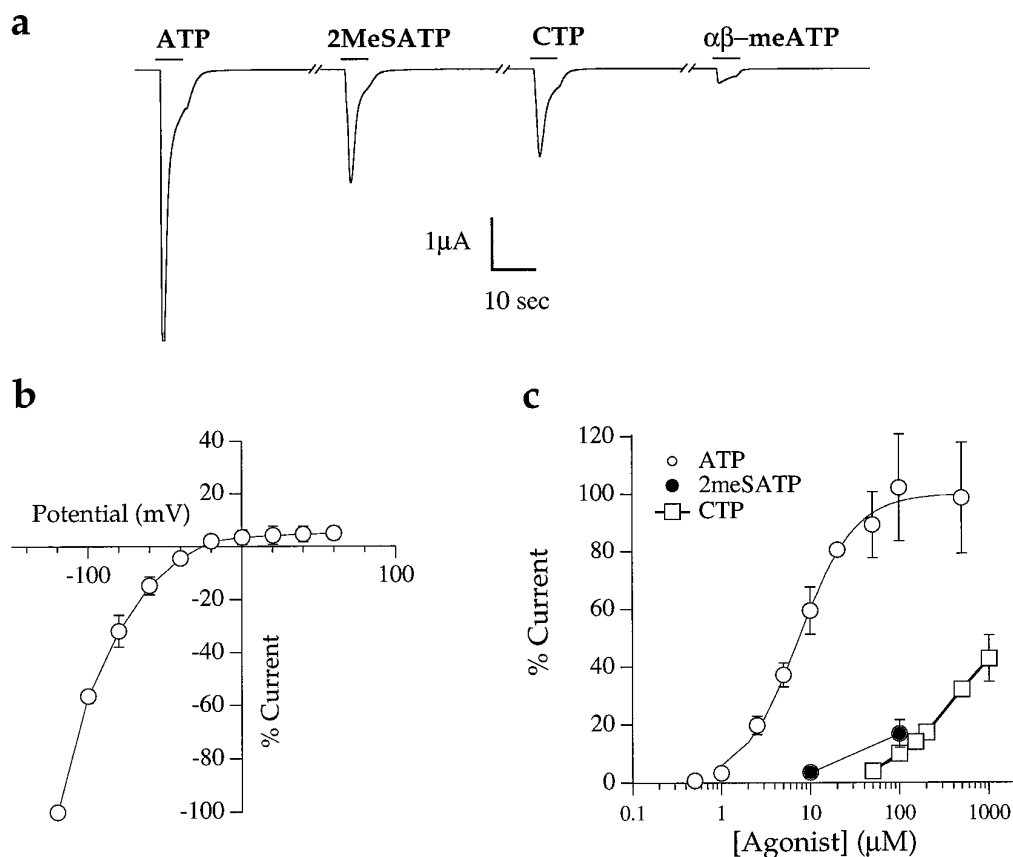 a
ATP 2MeSATP CTP αβ–meATP
1µA
10 sec
b
40
20
Potential (mV)
-100 100
-20
-40
-60
-80
-100
% Current
c
120
100
80
60
40
20
0
% Current
ATP
2meSATP
CTP
0.1 1 10 100 1000
[Agonist] (µM)